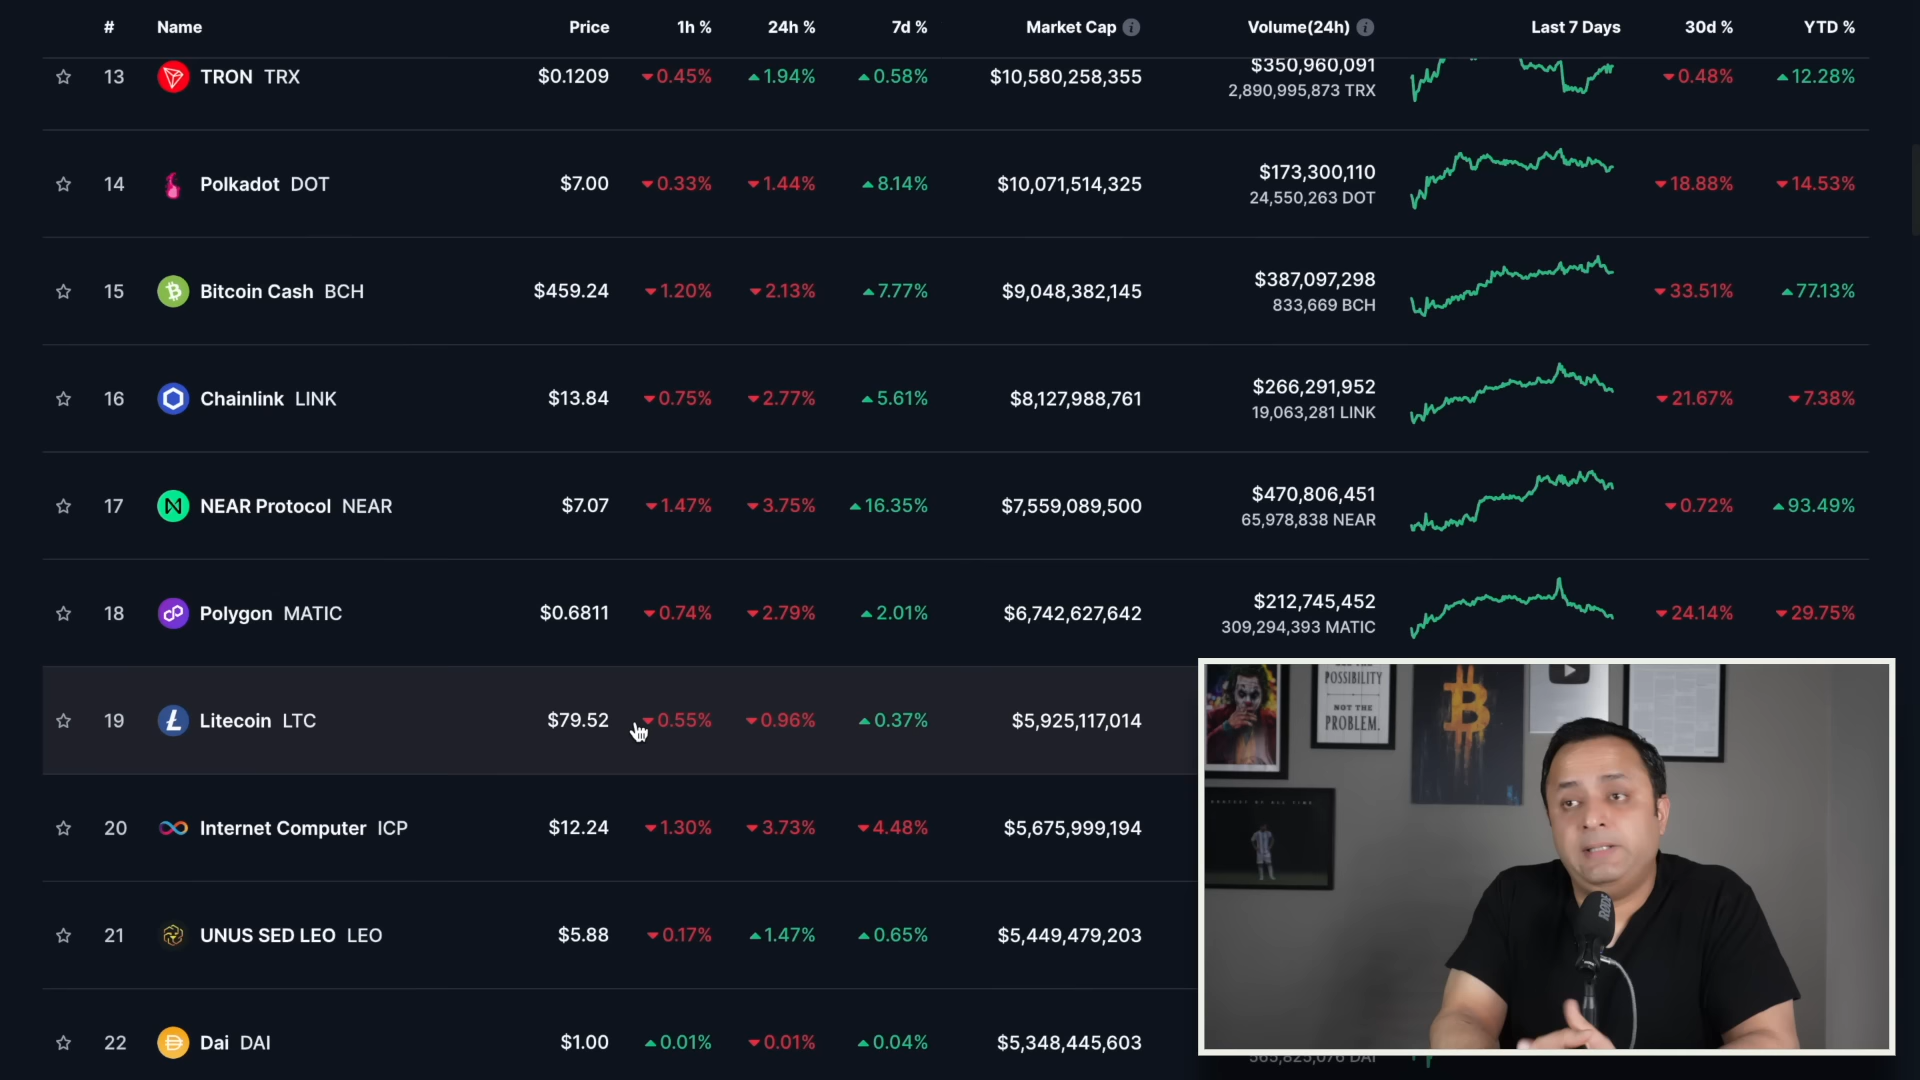 # Name Price 1h % 24h % 7d % Market Cap Volume(24h) Last 7 Days 30d % YTD %
13 TRON TRX $0.1209 0.45% 1.94% 0.58% $10,580,258,355 $350,960,091 0.48% 12.28%
2,890,995,873 TRX
14 Polkadot DOT $7.00 0.33% 1.44% 8.14% $10,071,514,325 $173,300,110 18.88% 14.53%
24,550,263 DOT
15 Bitcoin Cash BCH $459.24 1.20% 2.13% 7.77% $9,048,382,145 $387,097,298 33.51% 77.13%
833,669 BCH
16 Chainlink LINK $13.84 0.75% 2.77% 5.61% $8,127,988,761 $266,291,952 21.67% 7.38%
19,063,281 LINK
17 NEAR Protocol NEAR $7.07 1.47% 3.75% 16.35% $7,559,089,500 $470,806,451 0.72% 93.49%
65,978,838 NEAR
18 Polygon MATIC $0.6811 0.74% 2.79% 2.01% $6,742,627,642 $212,745,452 24.14% 29.75%
309,294,393 MATIC
19 Litecoin LTC $79.52 0.55% 0.96% 0.37% $5,925,117,014
20 Internet Computer ICP $12.24 1.30% 3.73% 4.48% $5,675,999,194
21 UNUS SED LEO LEO $5.88 0.17% 1.47% 0.65% $5,449,479,203
22 Dai DAI $1.00 0.01% 0.01% 0.04% $5,348,445,603
POSSIBILITY
NOT THE
PROBLEM.
RØDE